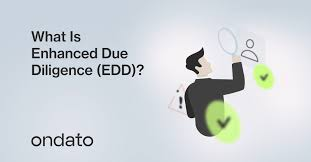 What Is
Enhanced Due
Diligence (EDD)?
ondato